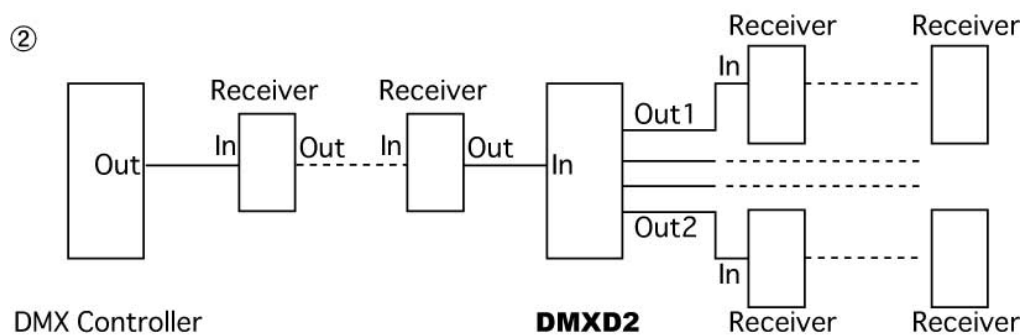 ②
Receiver
Receiver
Receiver
Receiver
In
Out1
Out
In
Out
In
Out
In
Out2
In
DMX Controller
DMXD2
Receiver
Receiver